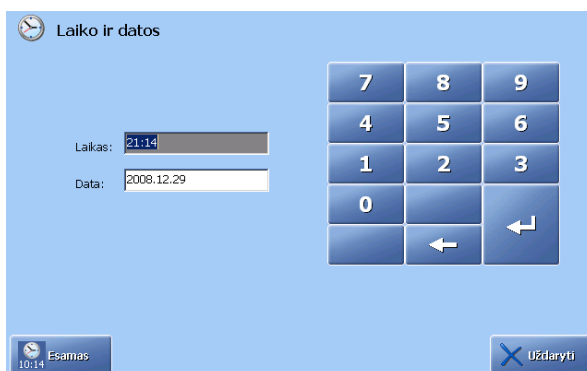 Laiko ir datos
7 8 9
4 5 6
Laikas: 21:14
1 2 3
Data: 2008.12.29
0
10:14 Esamas
Uždaryti